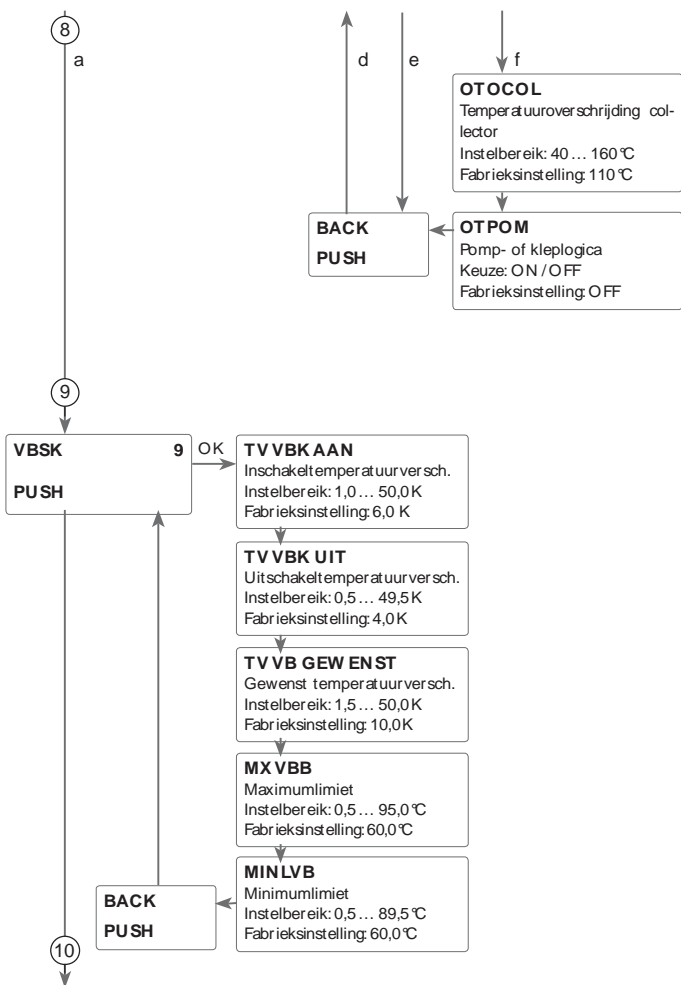 8
a
d
e
f
OTOCOL
Temperatuuroverschrijding col-
lector
Instelbereik: 40 … 160 °C
Fabrieksinstelling: 110 °C
OTPOM
Pomp- of kleplogica
Keuze: ON / OFF
Fabrieksinstelling: OFF
BACK
PUSH
9
VBSK 9
PUSH
OK
TVVBK AAN
Inschakeltemperatuurversch.
Instelbereik: 1,0 … 50,0 K
Fabrieksinstelling: 6,0 K
TVVBK UIT
Uitschakeltemperatuurversch.
Instelbereik: 0,5 … 49,5 K
Fabrieksinstelling: 4,0 K
TVVB GEWENST
Gewenst temperatuurversch.
Instelbereik: 1,5 … 50,0 K
Fabrieksinstelling: 10,0 K
MXVBB
Maximumlimiet
Instelbereik: 0,5 … 95,0 °C
Fabrieksinstelling: 60,0 °C
MINLVB
Minimumlimiet
Instelbereik: 0,5 … 89,5 °C
Fabrieksinstelling: 60,0 °C
BACK
PUSH
10